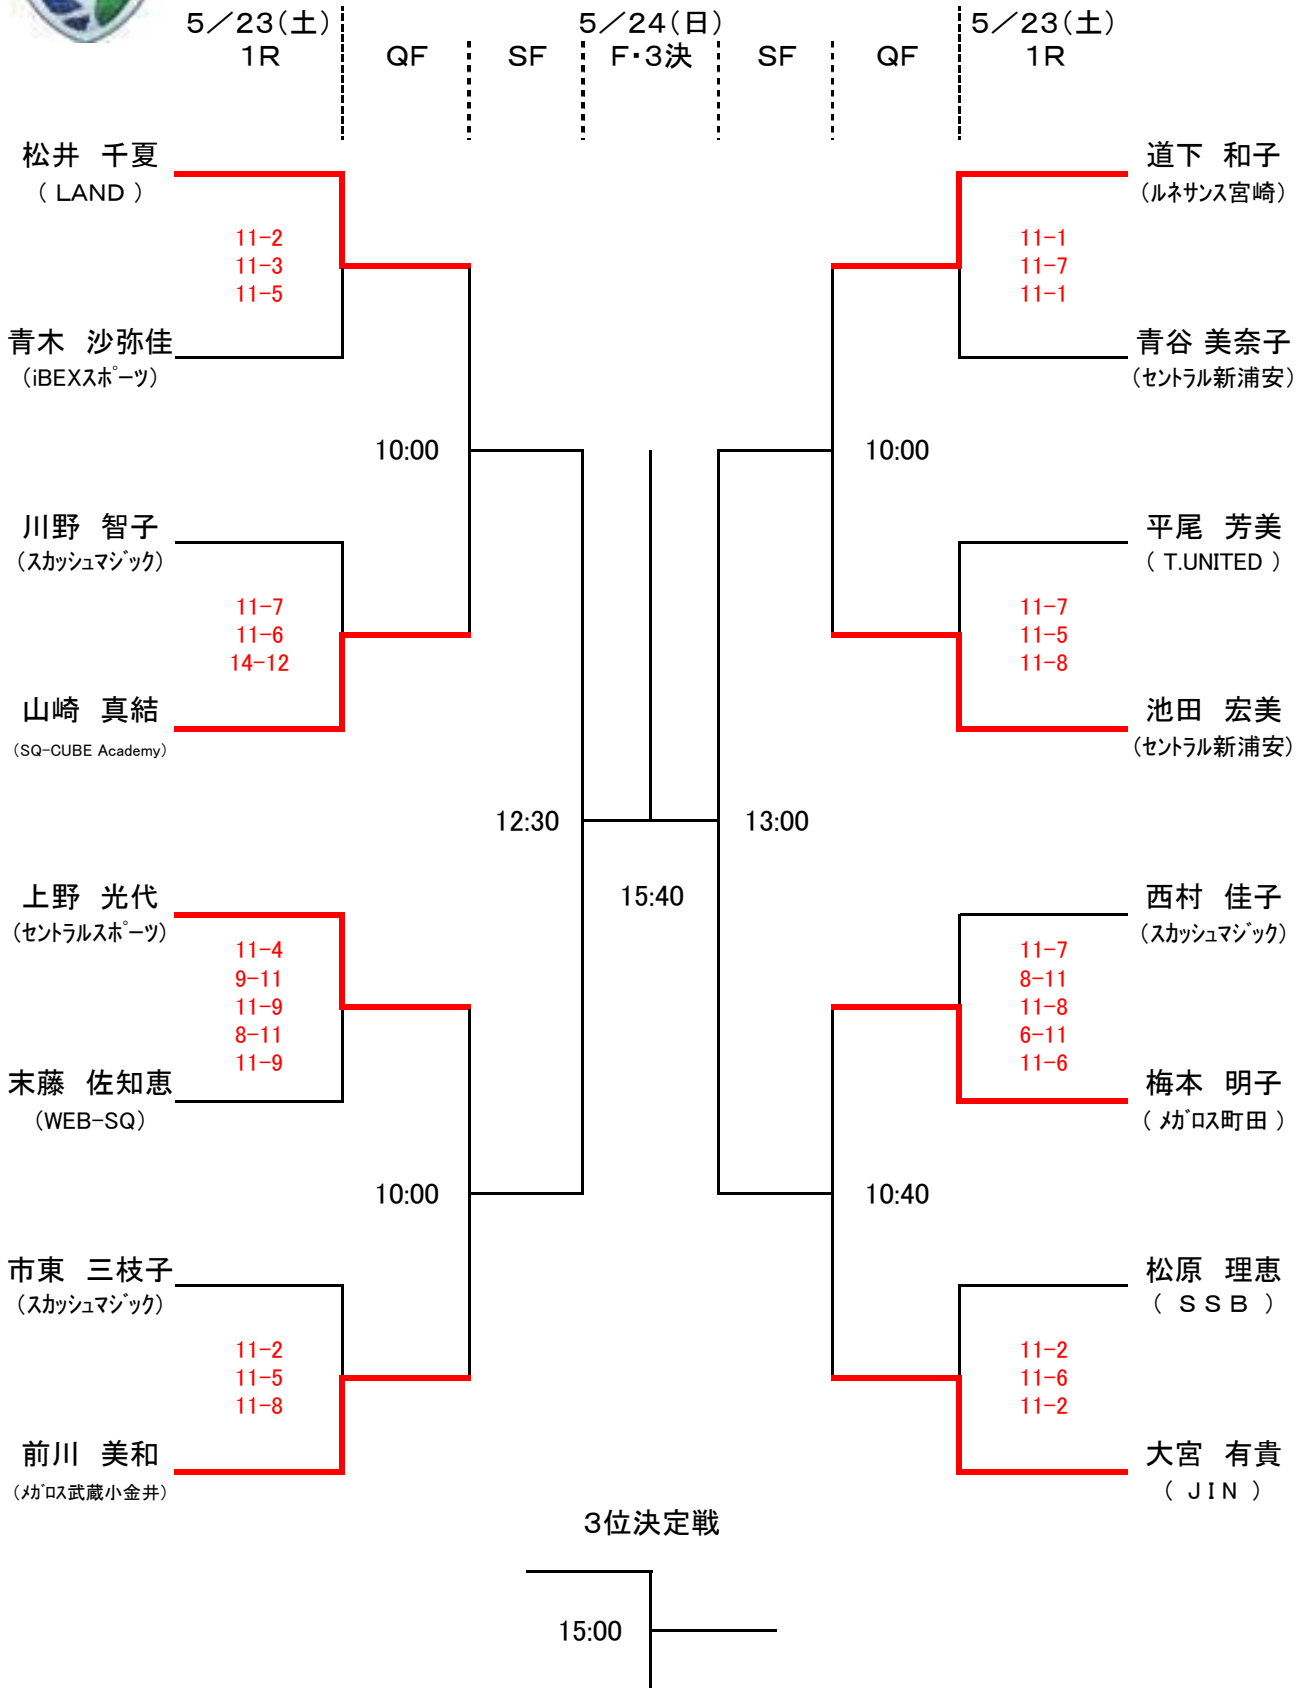 5／23(土)
1R
QF
SF
5／24(日)
F・3決
SF
QF
5／23(土)
1R
松井　千夏
（ LAND ）
11-2
11-3
11-5
青木　沙弥佳
（iBEXスポーツ）
10:00
川野　智子
（スカッシュマジック）
11-7
11-6
14-12
山崎　真結
（SQ-CUBE Academy）
12:30
上野　光代
（セントラルスポーツ）
11-4
9-11
11-9
8-11
11-9
末藤　佐知恵
（WEB-SQ）
10:00
市東　三枝子
（スカッシュマジック）
11-2
11-5
11-8
前川　美和
（メガロス武蔵小金井）
15:40
道下　和子
（ルネサンス宮崎）
11-1
11-7
11-1
青谷 美奈子
（セントラル新浦安）
10:00
平尾　芳美
（ T.UNITED ）
11-7
11-5
11-8
池田　宏美
（セントラル新浦安）
13:00
西村　佳子
（スカッシュマジック）
11-7
8-11
11-8
6-11
11-6
梅本　明子
（ メガロス町田 ）
10:40
松原　理恵
（ ＳＳＢ ）
11-2
11-6
11-2
大宮　有貴
（ JIN ）
3位決定戦
15:00